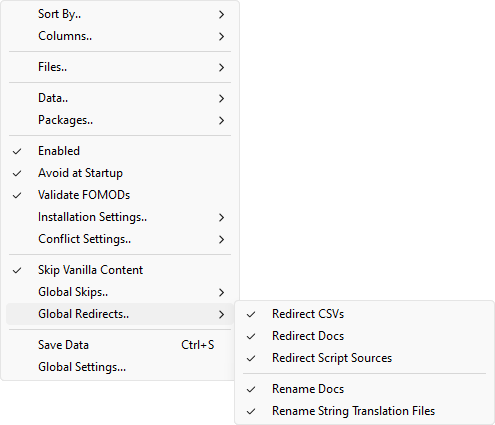 Sort By..
Columns..
Files..
Data..
Packages..
Enabled
Avoid at Startup
Validate FOMODs
Installation Settings..
Conflict Settings..
Skip Vanilla Content
Global Skips..
Global Redirects..
Save Data Ctrl+S
Global Settings...
Redirect CSVs
Redirect Docs
Redirect Script Sources
Rename Docs
Rename String Translation Files